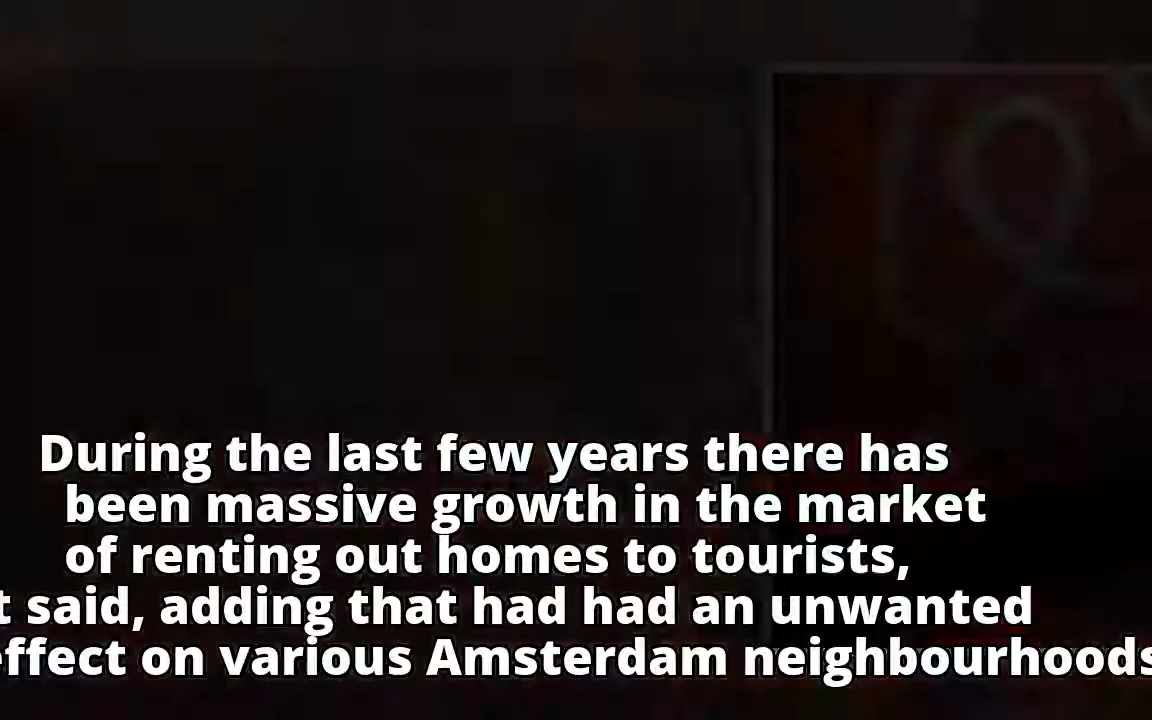 During the last few years there has
been massive growth in the market
of renting out homes to tourists,
t said, adding that had had an unwanted
effect on various Amsterdam neighbourhoods